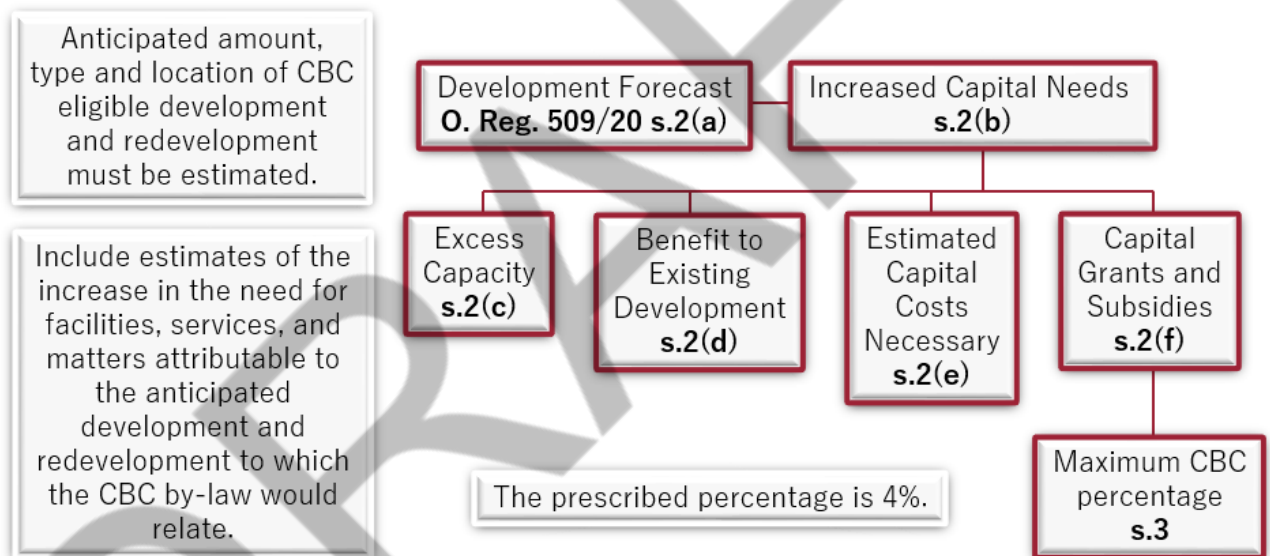 Anticipated amount,
type and location of CBC
eligible development
and redevelopment
must be estimated.
Include estimates of the
increase in the need for
facilities, services, and
matters attributable to
the anticipated
development and
redevelopment to which
the CBC by-law would
relate.
Development Forecast
O. Reg. 509/20 s.2(a)
Increased Capital Needs
s.2(b)
Excess
Capacity
s.2(c)
Benefit to
Existing
Development
s.2(d)
Estimated
Capital
Costs
Necessary
s.2(e)
Capital
Grants and
Subsidies
s.2(f)
Maximum CBC
percentage
s.3
The prescribed percentage is 4%.